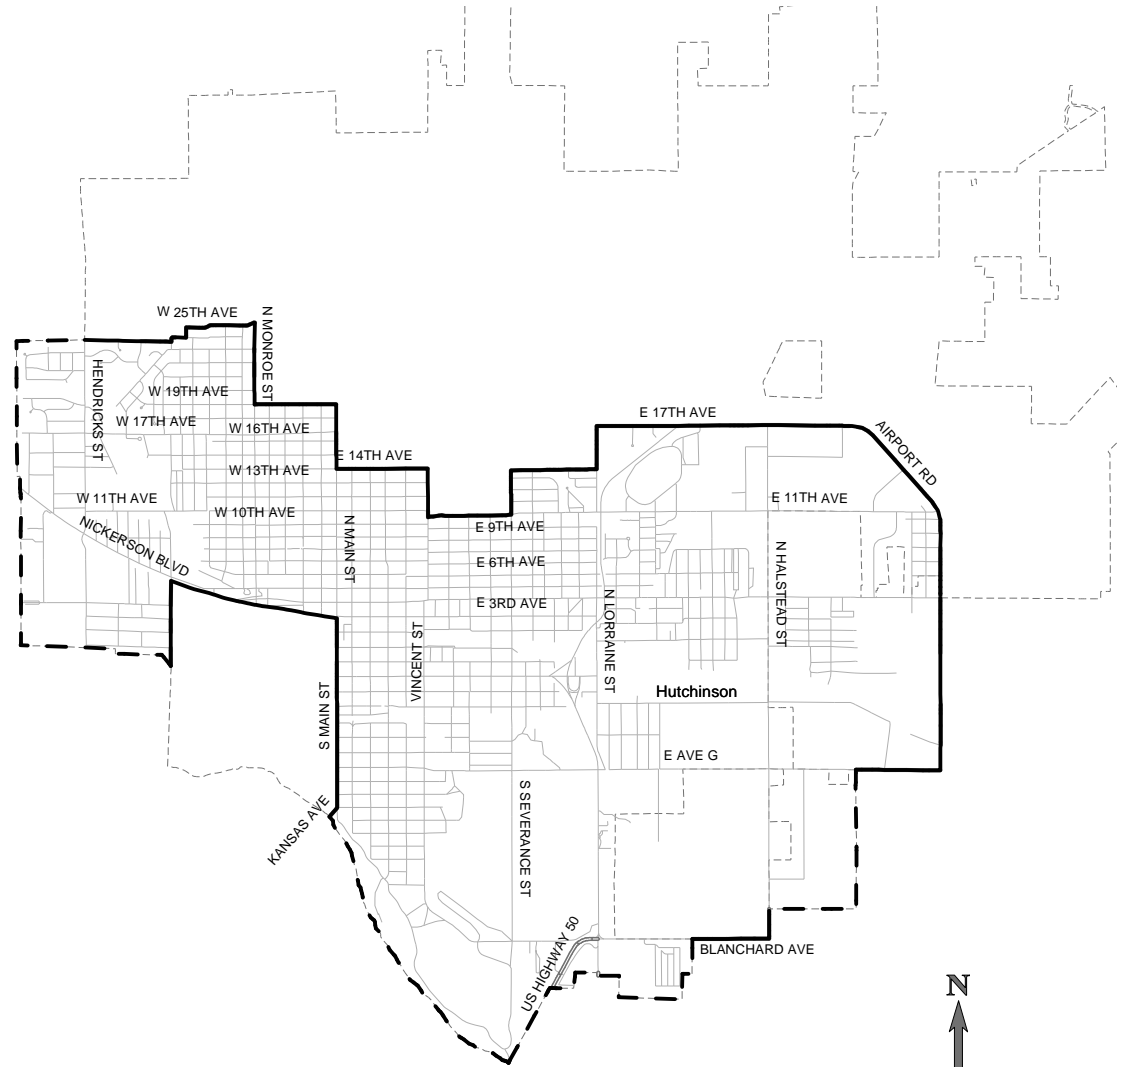 W 25TH AVE
N MONROE ST
HENDRICKS ST
W 19TH AVE
W 17TH AVE
W 16TH AVE
E 17TH AVE
AIRPORT RD
E 14TH AVE
W 13TH AVE
W 11TH AVE
E 11TH AVE
W 10TH AVE
NICKERSON BLVD
N MAIN ST
E 9TH AVE
E 6TH AVE
N HALSTEAD ST
E 3RD AVE
N LORRAINE ST
VINCENT ST
Hutchinson
S MAIN ST
E AVE G
KANSAS AVE
S SEVERANCE ST
US HIGHWAY 50
BLANCHARD AVE
N